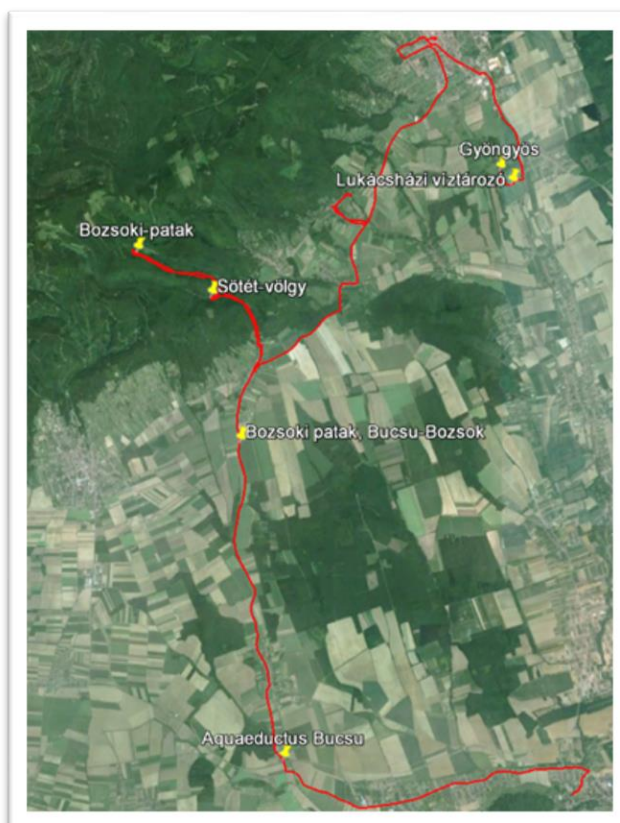 Gyöngyös
Lukácsházi víztározó
Bozsoki-patak
Sötét-völgy
Bozsoki patak, Bucsu-Bozsok
Aquaeductus Bucsu